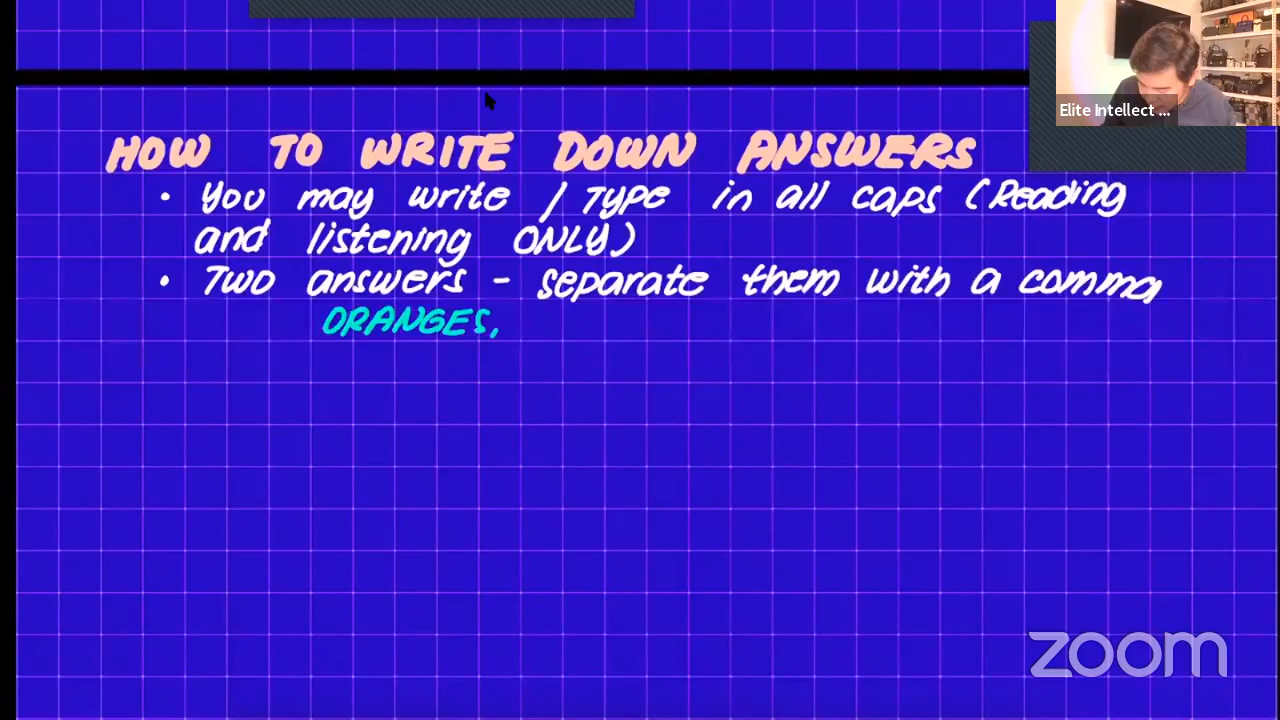 Elite Intellect ...
HOW TO WRITE DOWN ANSWERS
• You may write / Type in all caps (Reading
and listening ONLY)
• Two answers - separate them with a comma
ORANGES,
zoom